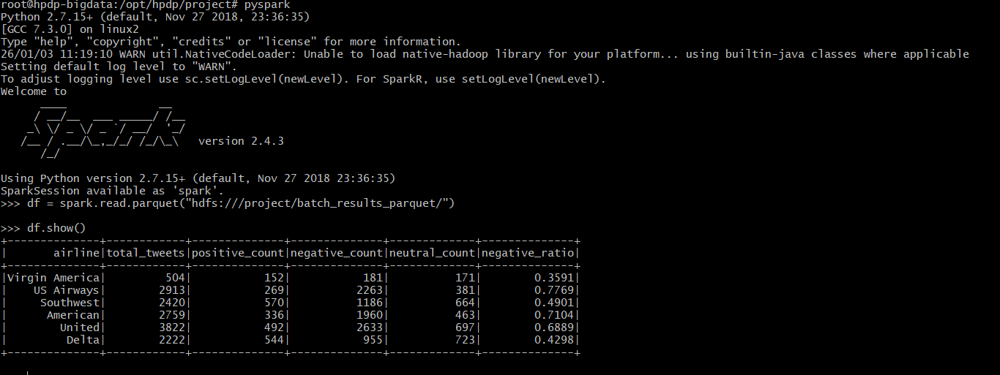 root@hpdp-bigdata:/opt/hpdp/project# pyspark
Python 2.7.15+ (default, Nov 27 2018, 23:36:35)
[GCC 7.3.0] on linux2
Type "help", "copyright", "credits" or "license" for more information.
26/01/03 11:19:10 WARN util.NativeCodeLoader: Unable to load native-hadoop library for your platform... using builtin-java classes where applicable
Setting default log level to "WARN".
To adjust logging level use sc.setLogLevel(newLevel). For SparkR, use setLogLevel(newLevel).
Welcome to
      ____              __
     / __/__  ___ _____/ /__
    _\ \/ _ \/ _ `/ __/  '_/
   /__ / .__/\_,_/_/ /_/\_\   version 2.4.3
      /_/
Using Python version 2.7.15+ (default, Nov 27 2018 23:36:35)
SparkSession available as 'spark'.
>>> df = spark.read.parquet("hdfs:///project/batch_results_parquet/")
>>> df.show()
+--------------+------------+--------------+--------------+-------------+--------------+
|       airline|total_tweets|positive_count|negative_count|neutral_count|negative_ratio|
+--------------+------------+--------------+--------------+-------------+--------------+
|Virgin America|         504|           152|           181|          171|        0.3591|
|    US Airways|        2913|           269|          2263|          381|        0.7769|
|     Southwest|        2420|           570|          1186|          664|        0.4901|
|      American|        2759|           336|          1960|          463|        0.7104|
|        United|        3822|           492|          2633|          697|        0.6889|
|         Delta|        2222|           544|           955|          723|        0.4298|
+--------------+------------+--------------+--------------+-------------+--------------+